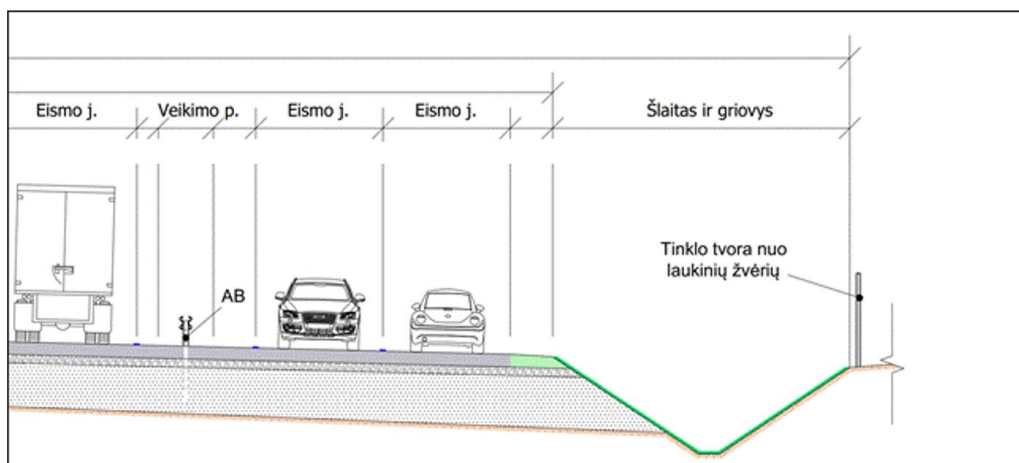 Eismo j.
Veikimo p.
Eismo j.
Eismo j.
Šlaitas ir griovys
Tinklo tvora nuo
laukinių žvėrių
AB